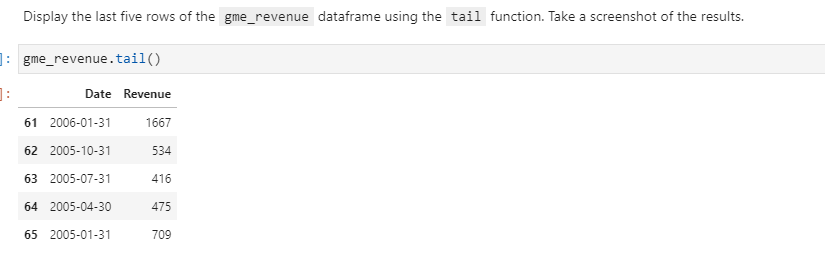 Display the last five rows of the gme_revenue dataframe using the tail function. Take a screenshot of the results.
]: gme_revenue.tail()
]: Date Revenue
61 2006-01-31 1667
62 2005-10-31 534
63 2005-07-31 416
64 2005-04-30 475
65 2005-01-31 709